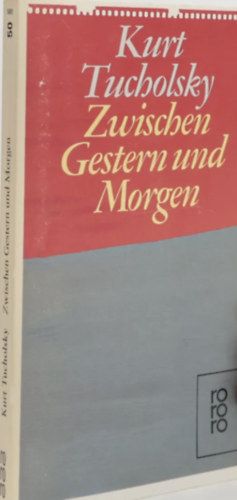 Kurt
Tucholsky
Zwischen
Gestern und
Morgen
ro
ro
ro
Kurt Tucholsky Zwischen Gestern und Morgen
50